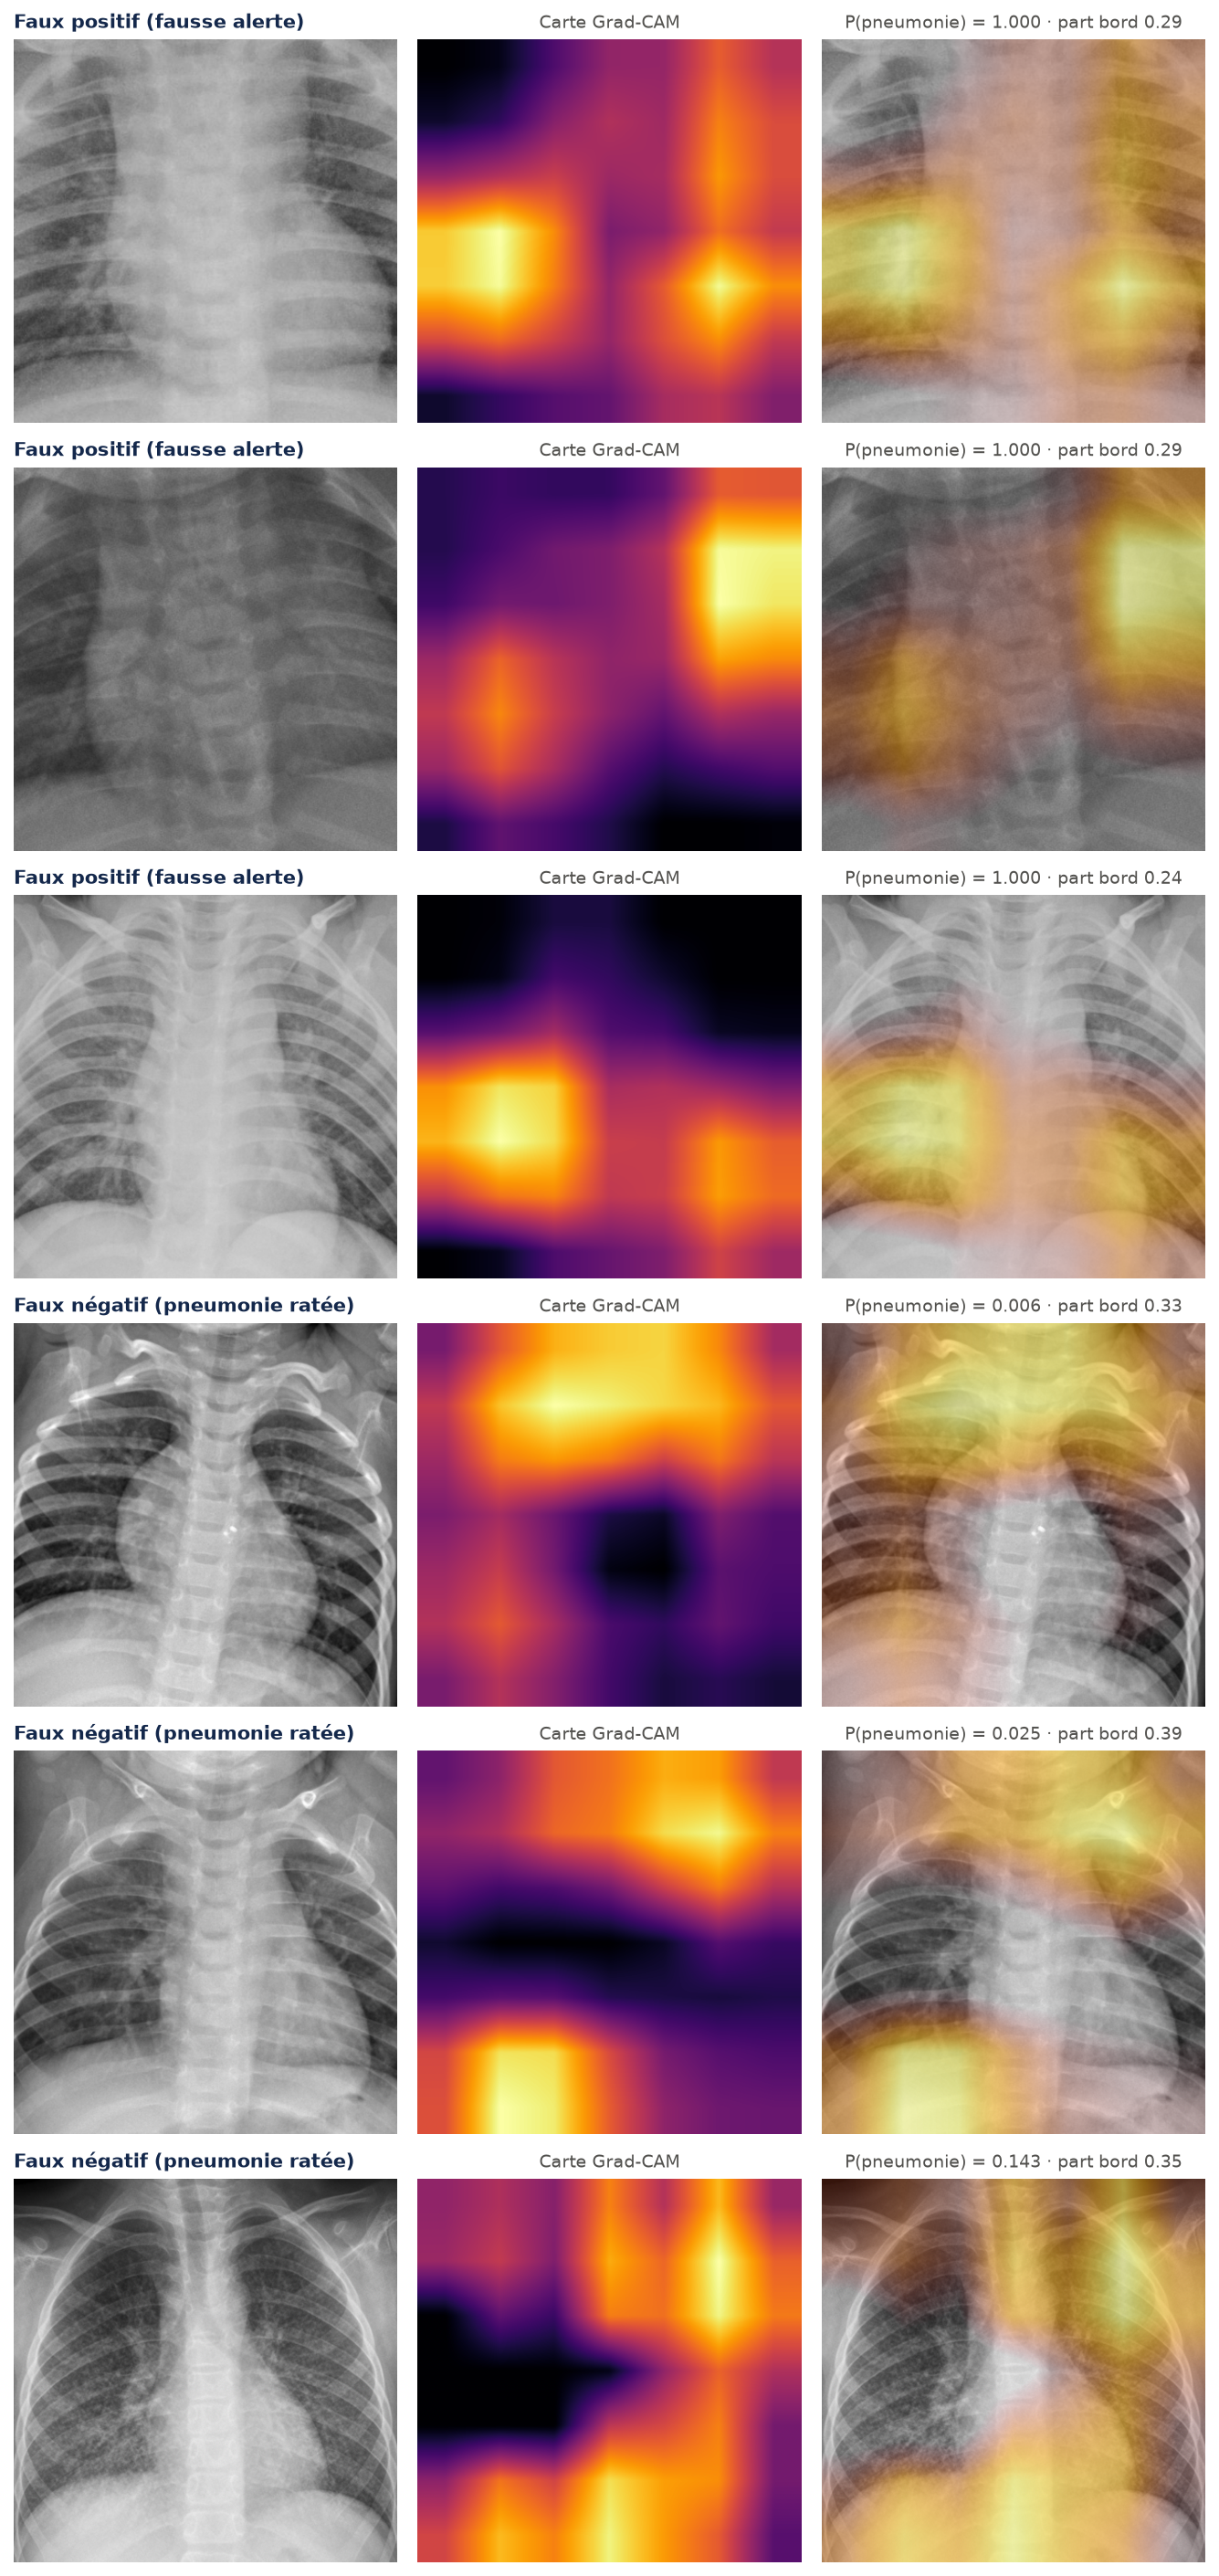 Faux positif (fausse alerte) Carte Grad-CAM P(pneumonie) = 1.000 · part bord 0.29
Faux positif (fausse alerte) Carte Grad-CAM P(pneumonie) = 1.000 · part bord 0.29
Faux positif (fausse alerte) Carte Grad-CAM P(pneumonie) = 1.000 · part bord 0.24
Faux négatif (pneumonie ratée) Carte Grad-CAM P(pneumonie) = 0.006 · part bord 0.33
Faux négatif (pneumonie ratée) Carte Grad-CAM P(pneumonie) = 0.025 · part bord 0.39
Faux négatif (pneumonie ratée) Carte Grad-CAM P(pneumonie) = 0.143 · part bord 0.35